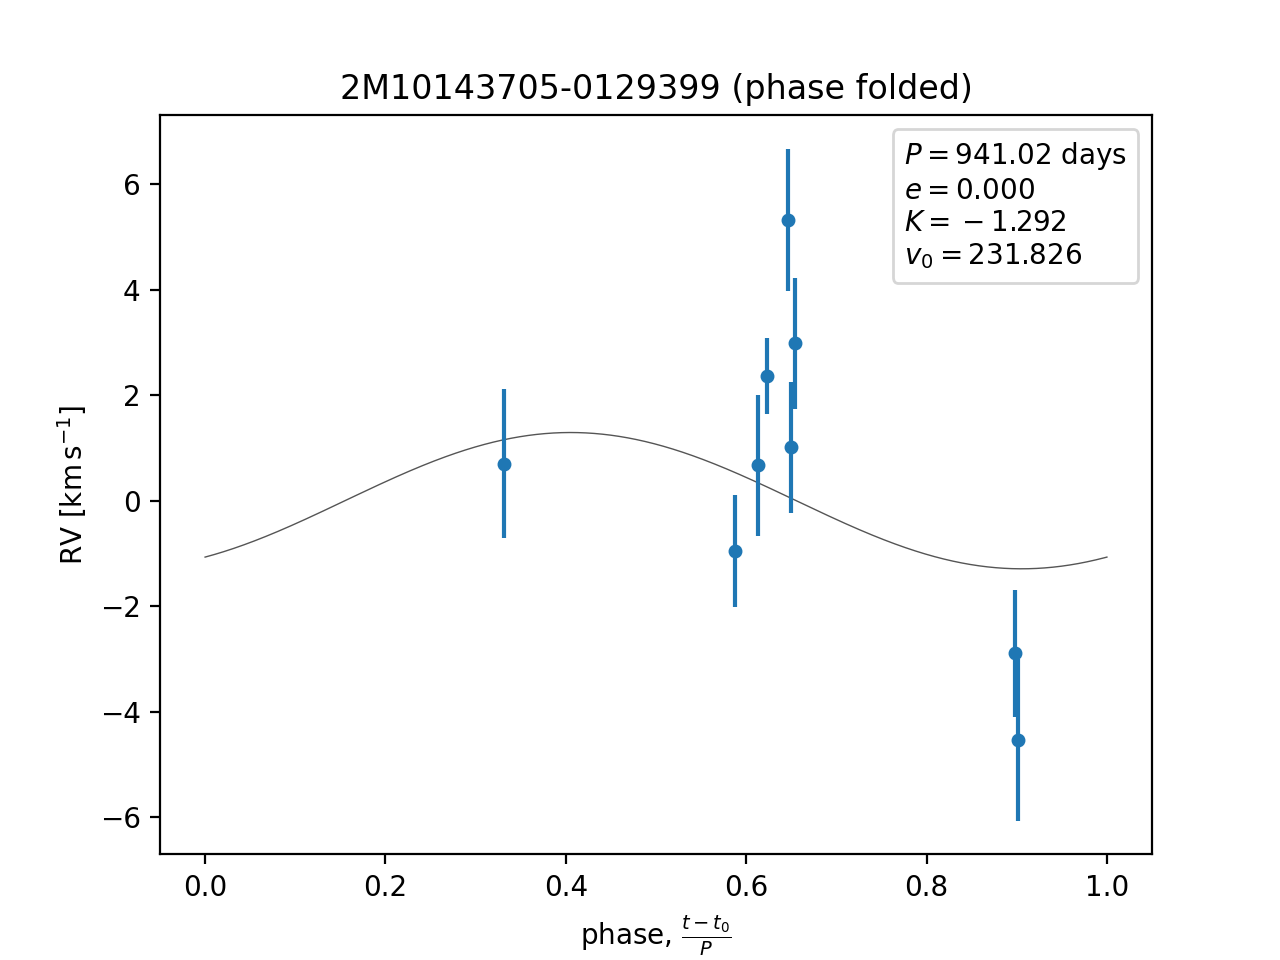 2M10143705-0129399 (phase folded)
P = 941.02 days
e = 0.000
K = − 1.292
v₀ = 231.826
6
4
2
0
−2
−4
−6
RV [km s⁻¹]
0.0 0.2 0.4 0.6 0.8 1.0
phase, (t − t₀)/P